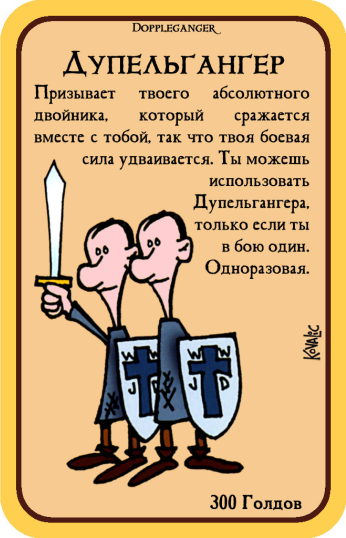 Doppleganger
Дупельгангер
Призывает твоего абсолютного
двойника, который сражается
вместе с тобой, так что твоя боевая
сила удваивается. Ты можешь
использовать
Дупельгангера,
только если ты
в бою один.
Одноразовая.
Kovalic
W W
J D
W W
J D
300 Голдов